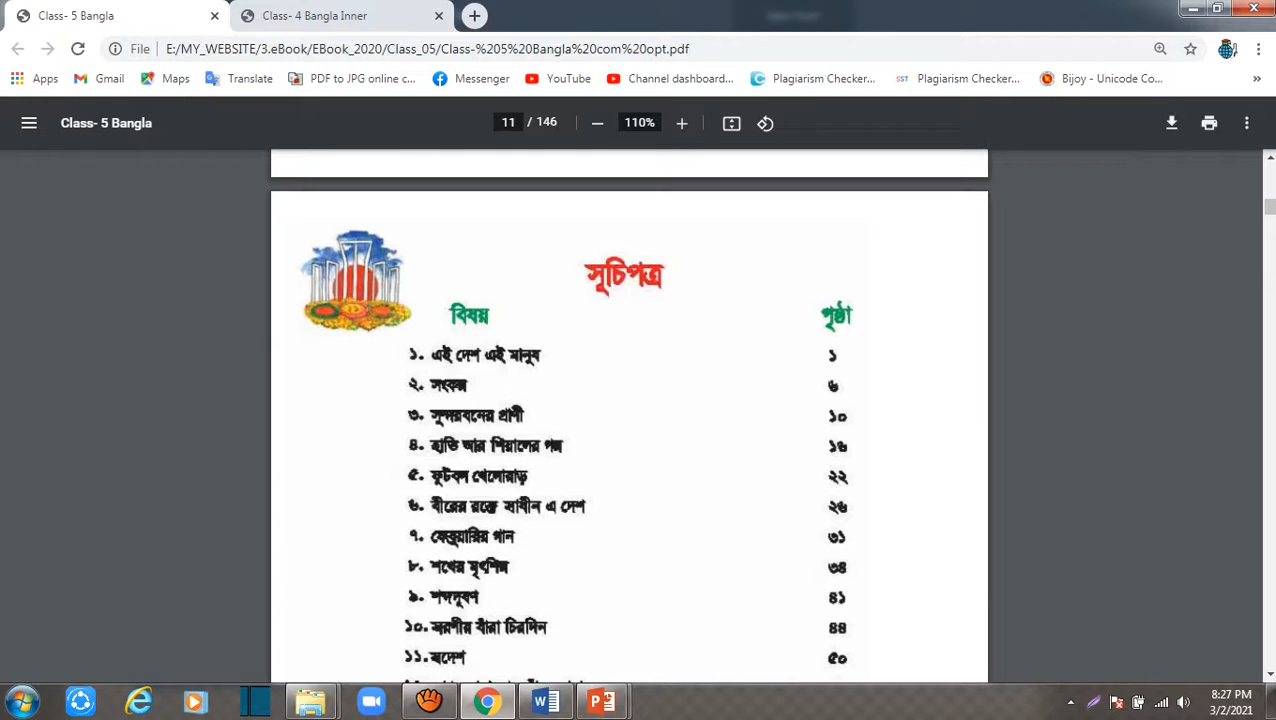 Class- 5 Bangla
Class- 4 Bangla Inner
File E:/MY_WEBSITE/3.eBook/EBook_2020/Class_05/Class-%205%20Bangla%20com%20opt.pdf
Apps Gmail Maps Translate PDF to JPG online c... Messenger YouTube Channel dashboard... Plagiarism Checker... SST Plagiarism Checker... Bijoy - Unicode Co... »
Class- 5 Bangla 11 / 146 110%
সূচিপত্র
বিষয় পৃষ্ঠা
১. এই দেশ এই মানুষ ১
২. সংকল্প ৬
৩. সুন্দরবনের প্রাণী ১০
৪. হাতি আর শিয়ালের গল্প ১৬
৫. ফুটবল খেলোয়াড় ২২
৬. বীরের রক্তে স্বাধীন এ দেশ ২৬
৭. ফেব্রুয়ারির গান ৩১
৮. শখের মৃৎশিল্প ৩৪
৯. শব্দদূষণ ৪১
১০. স্মরণীয় যাঁরা চিরদিন ৪৪
১১. স্বদেশ ৫০
8:27 PM
3/2/2021